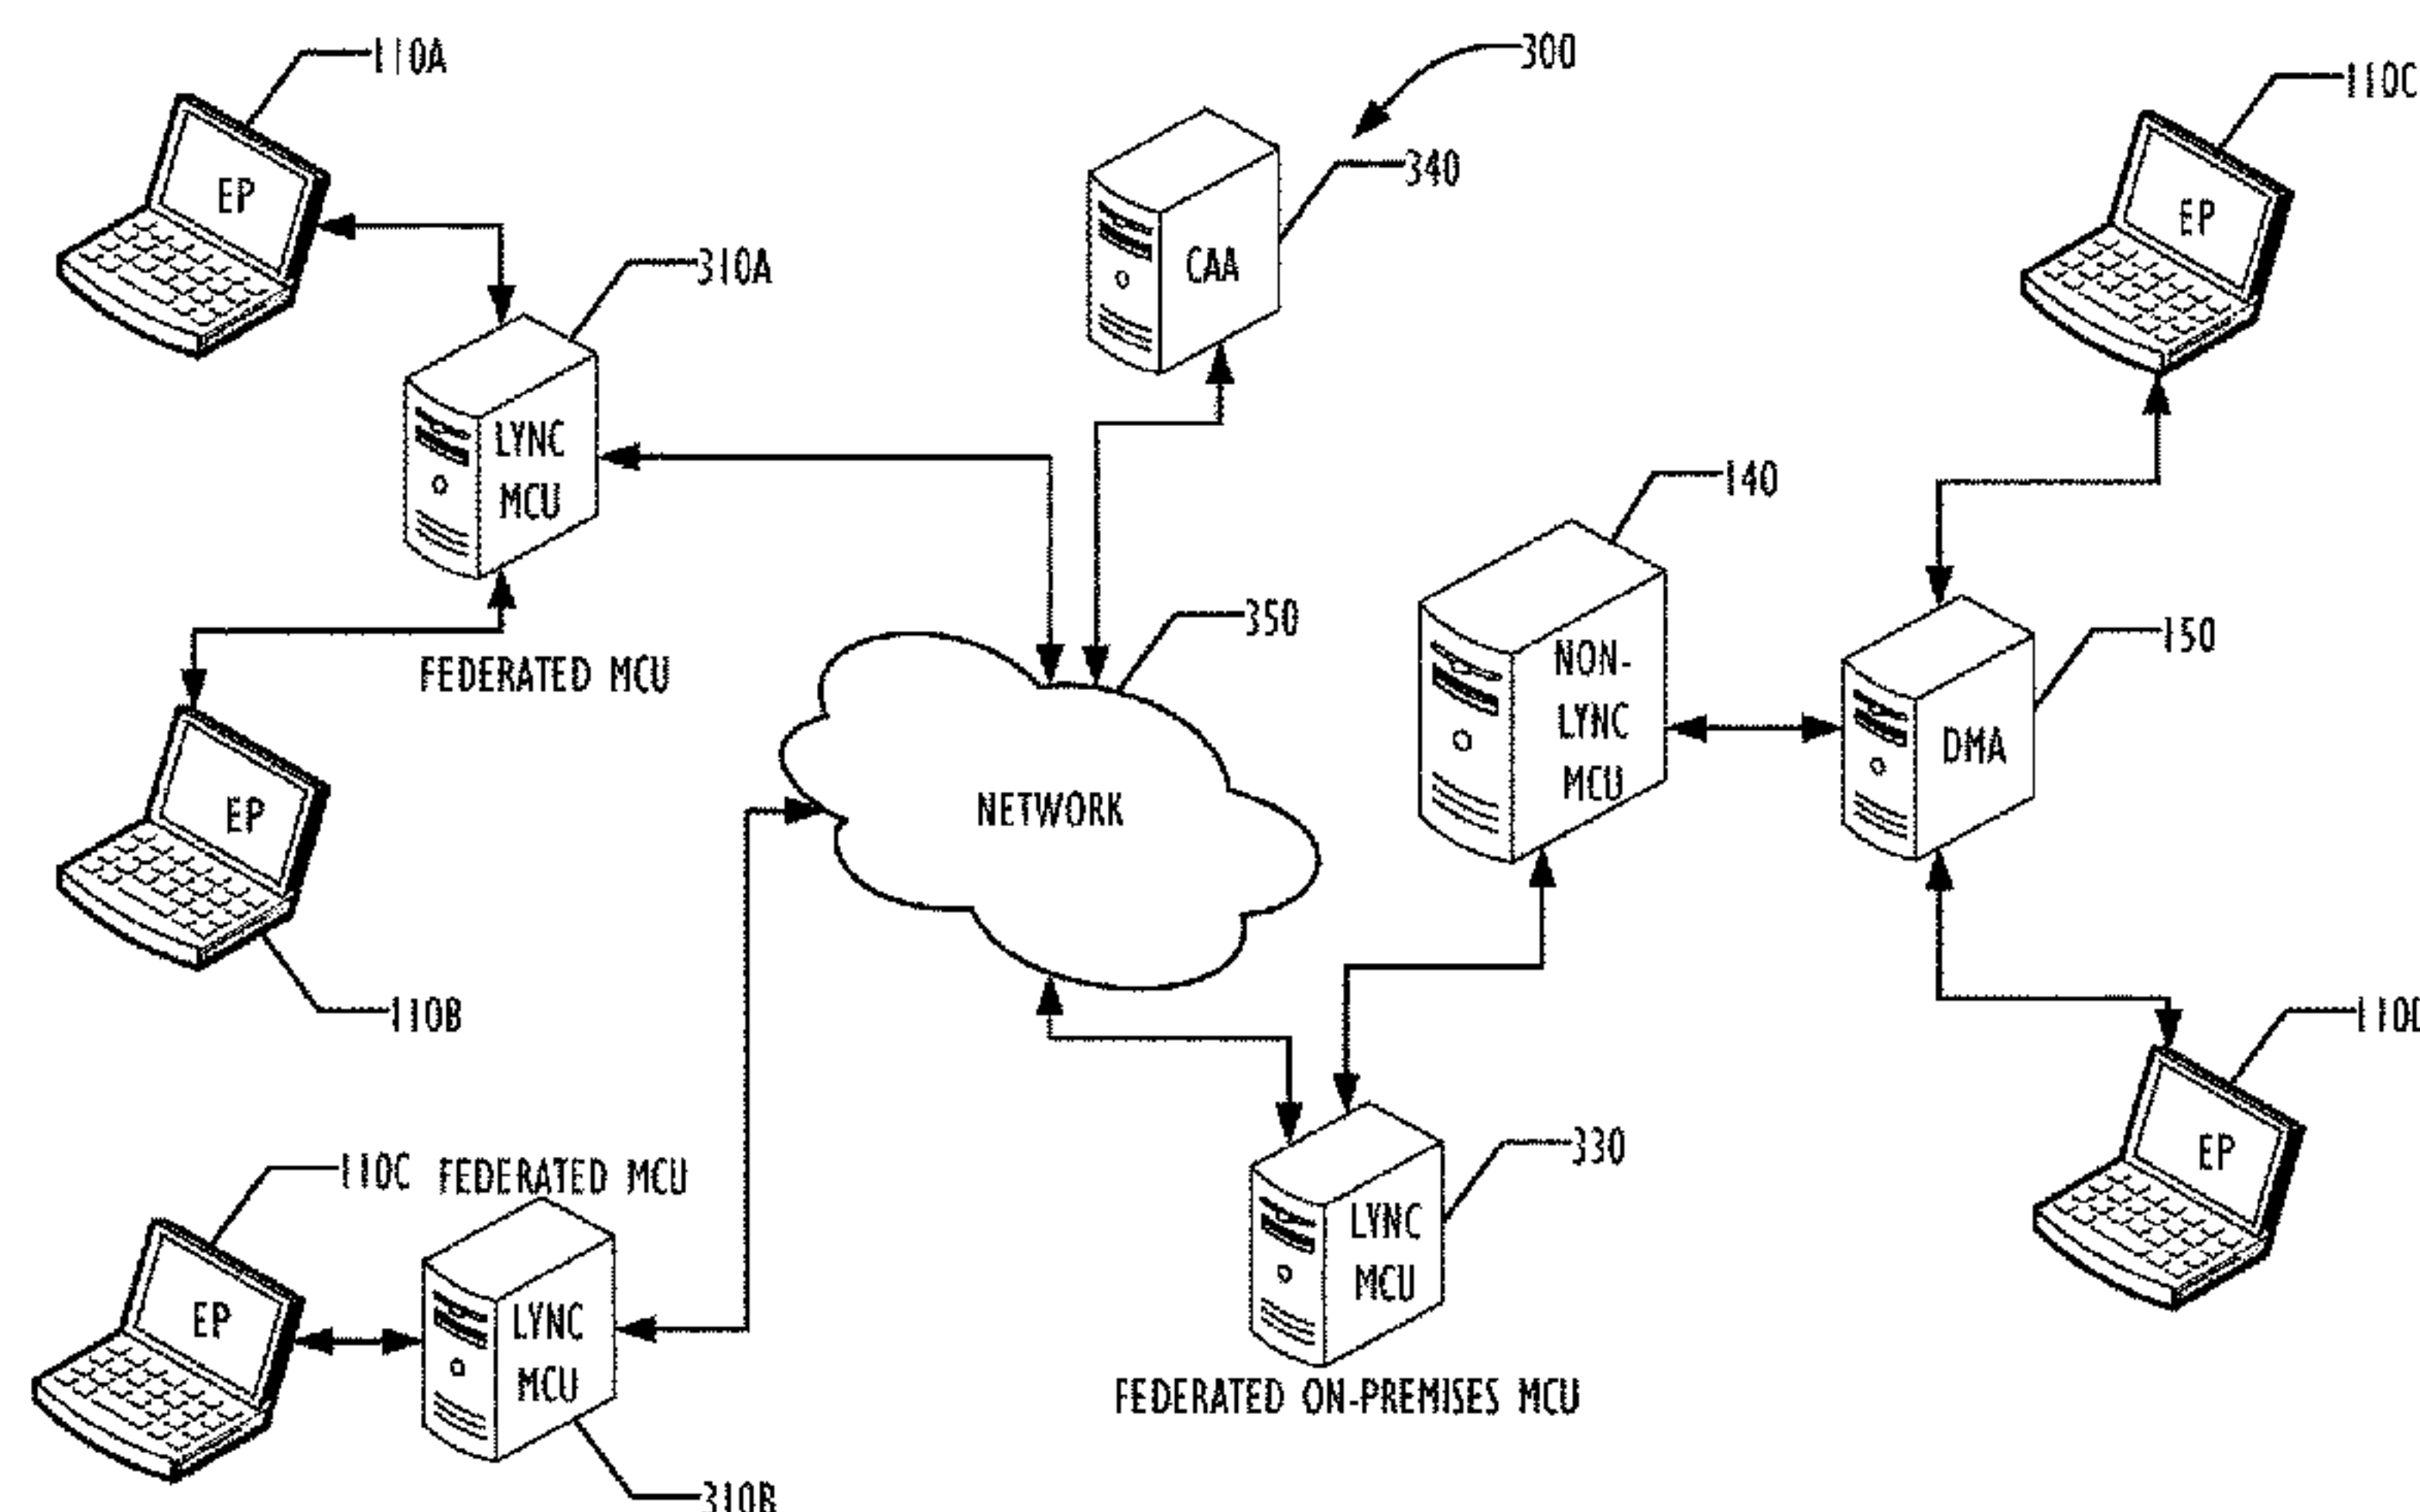 110A
300
110C
EP
340
EP
310A
CAA
LYNC
MCU
140
350
NON-
LYNC
MCU
150
FEDERATED MCU
DMA
EP
NETWORK
110B
110D
110C
FEDERATED MCU
330
EP
LYNC
MCU
EP
LYNC
MCU
FEDERATED ON-PREMISES MCU
310B